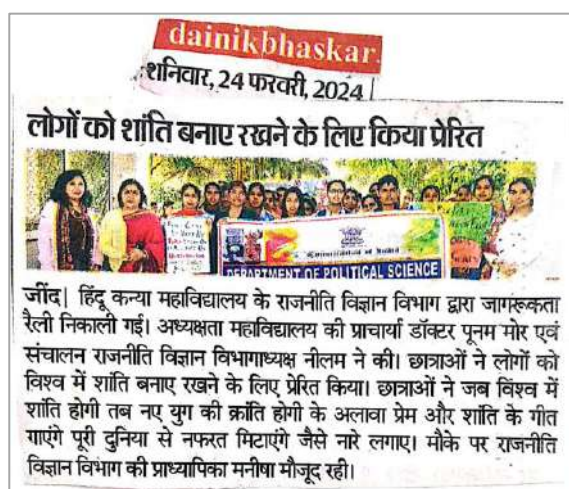 dainikbhaskar.
शनिवार, 24 फरवरी, 2024
लोगों को शांति बनाए रखने के लिए किया प्रेरित
DEPARTMENT OF POLITICAL SCIENCE
जींद| हिंदू कन्या महाविद्यालय के राजनीति विज्ञान विभाग द्वारा जागरूकता
रैली निकाली गई। अध्यक्षता महाविद्यालय की प्राचार्या डॉक्टर पूनम मोर एवं
संचालन राजनीति विज्ञान विभागाध्यक्ष नीलम ने की। छात्राओं ने लोगों को
विश्व में शांति बनाए रखने के लिए प्रेरित किया। छात्राओं ने जब विश्व में
शांति होगी तब नए युग की क्रांति होगी के अलावा प्रेम और शांति के गीत
गाएंगे पूरी दुनिया से नफरत मिटाएंगे जैसे नारे लगाए। मौके पर राजनीति
विज्ञान विभाग की प्राध्यापिका मनीषा मौजूद रही।